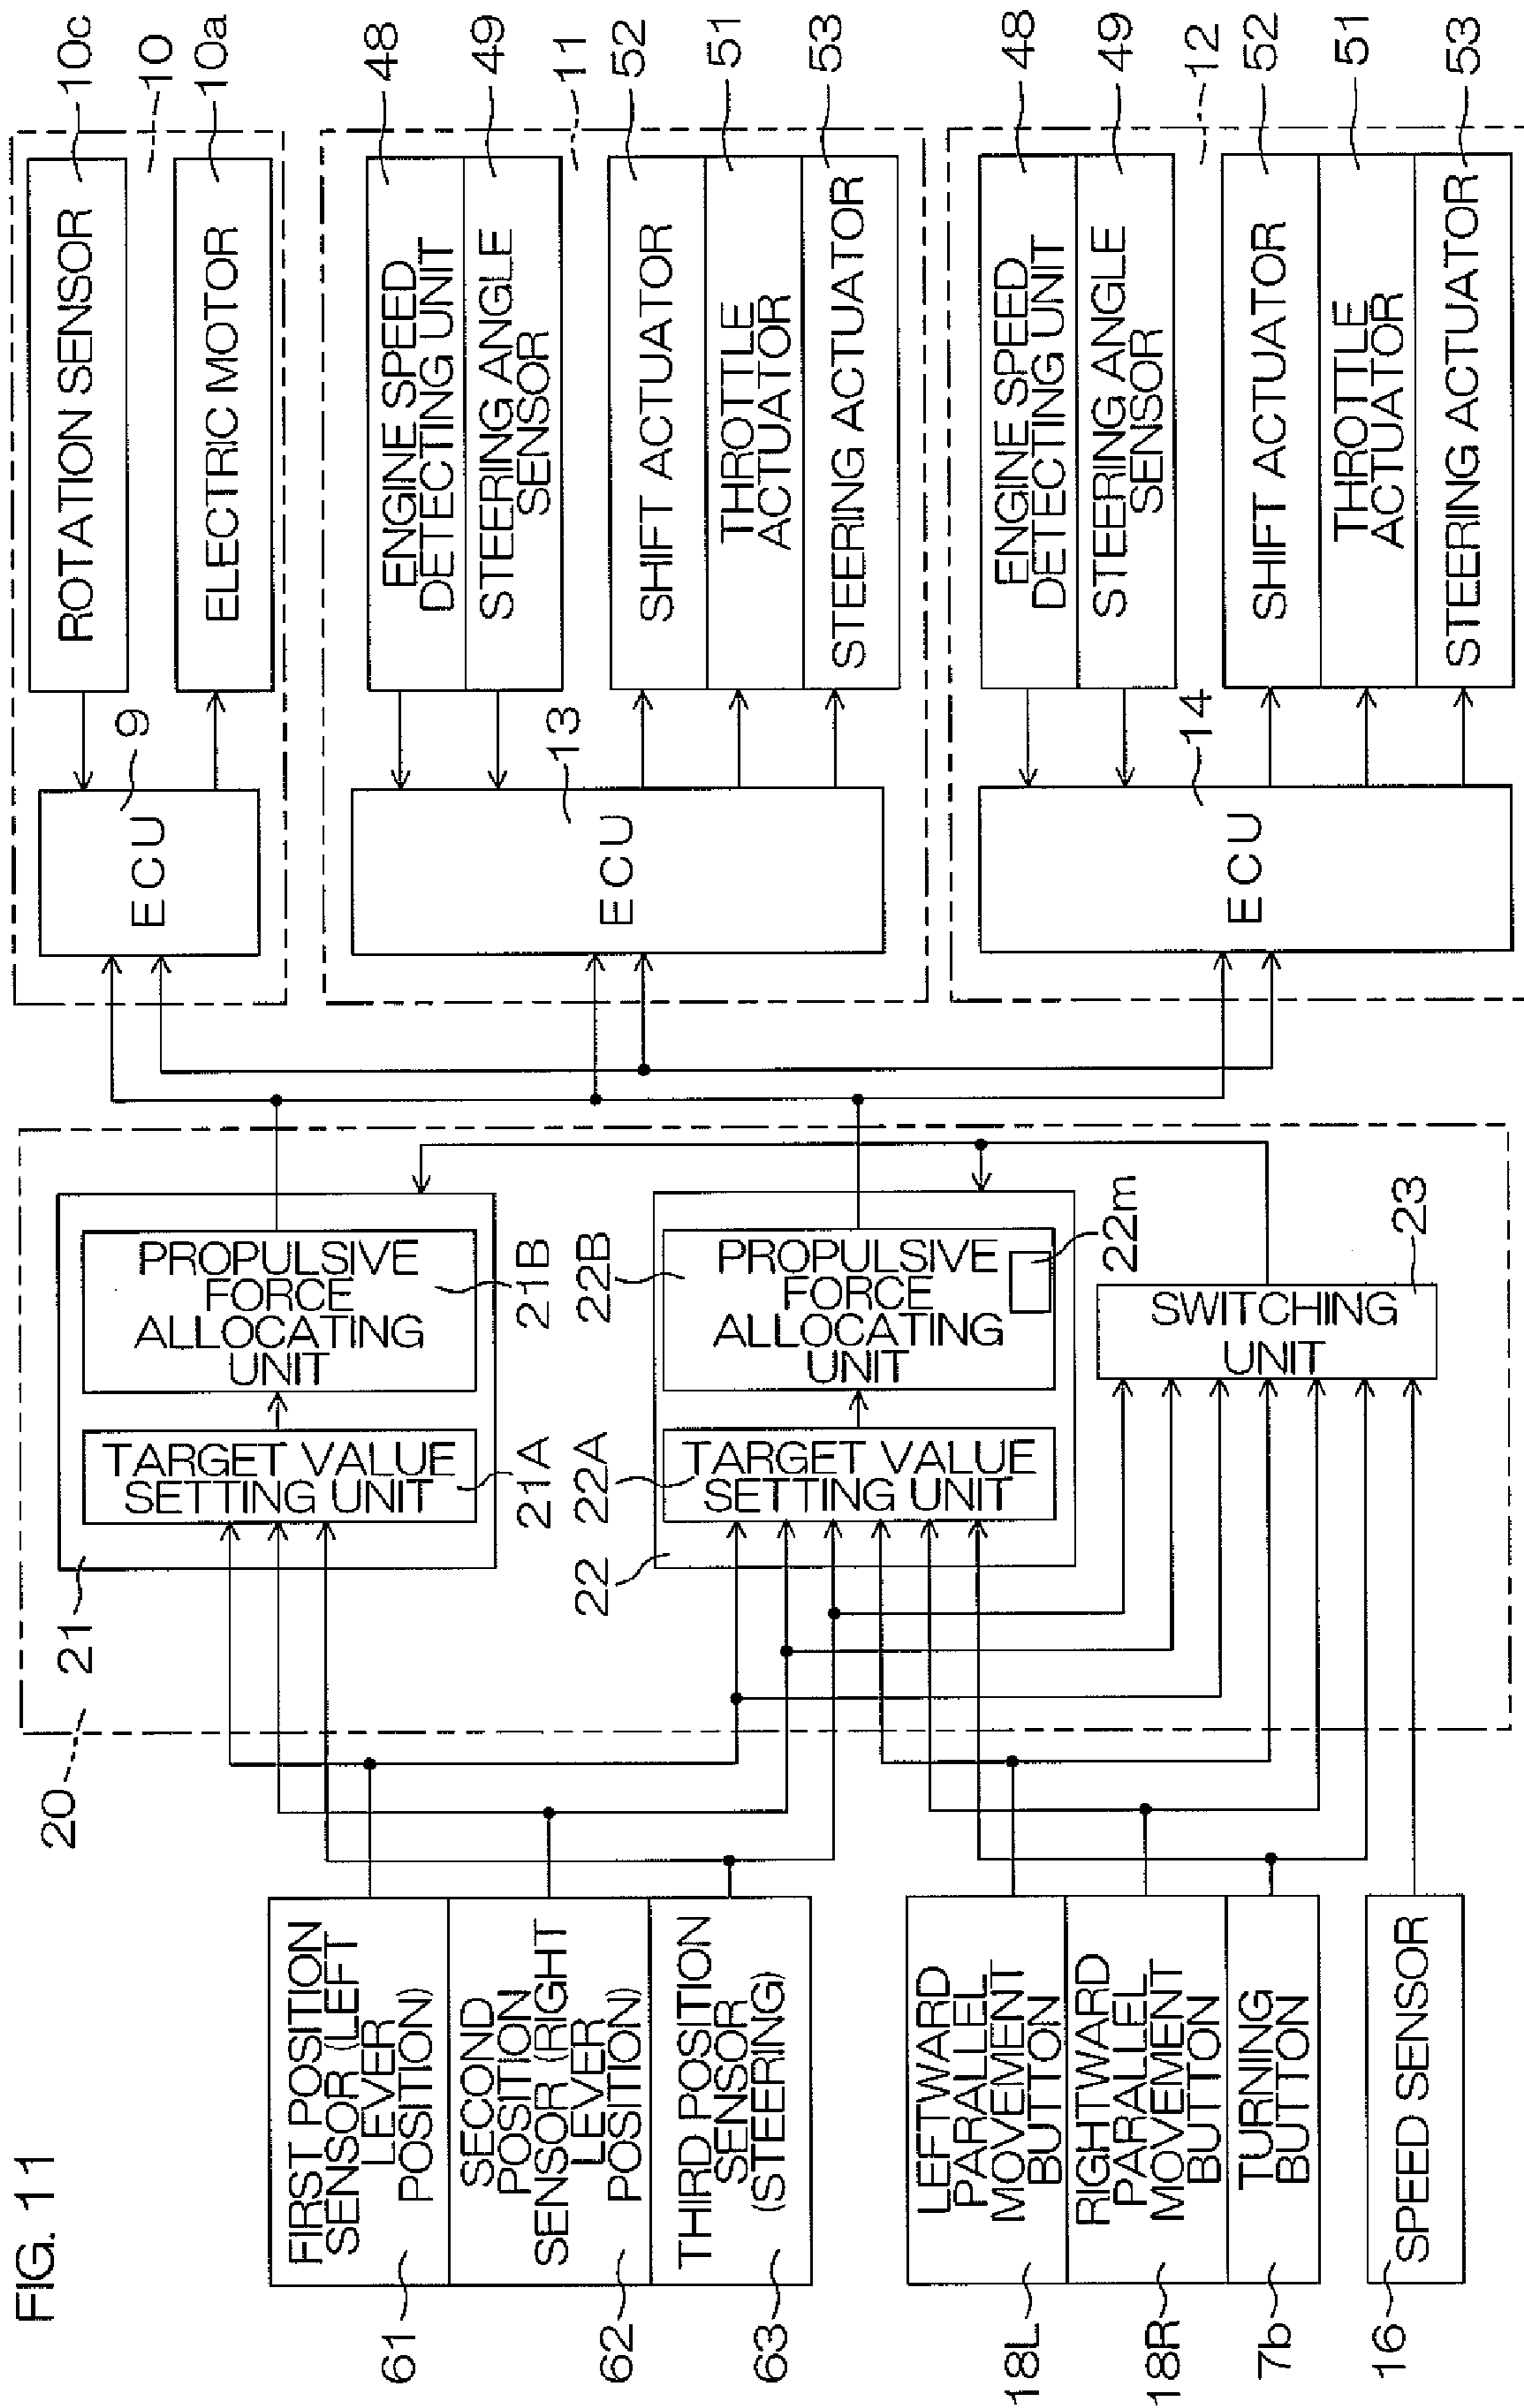 FIG. 11
FIRST POSITION
SENSOR (LEFT
LEVER
POSITION)
61
SECOND
POSITION
SENSOR (RIGHT
LEVER
POSITION)
62
THIRD POSITION
SENSOR
(STEERING)
63
LEFTWARD
PARALLEL
MOVEMENT
BUTTON
18L
RIGHTWARD
PARALLEL
MOVEMENT
BUTTON
18R
TURNING
BUTTON
7b
SPEED SENSOR
16
20
21
TARGET VALUE
SETTING UNIT
21A
PROPULSIVE
FORCE
ALLOCATING
UNIT
21B
22
TARGET VALUE
SETTING UNIT
22A
PROPULSIVE
FORCE
ALLOCATING
UNIT
22B
22m
SWITCHING
UNIT
23
ECU
9
ROTATION SENSOR
10c
10
ELECTRIC MOTOR
10a
ECU
13
ENGINE SPEED
DETECTING UNIT
48
STEERING ANGLE
SENSOR
49
11
SHIFT ACTUATOR
52
THROTTLE
ACTUATOR
51
STEERING ACTUATOR
53
ECU
14
ENGINE SPEED
DETECTING UNIT
48
STEERING ANGLE
SENSOR
49
12
SHIFT ACTUATOR
52
THROTTLE
ACTUATOR
51
STEERING ACTUATOR
53